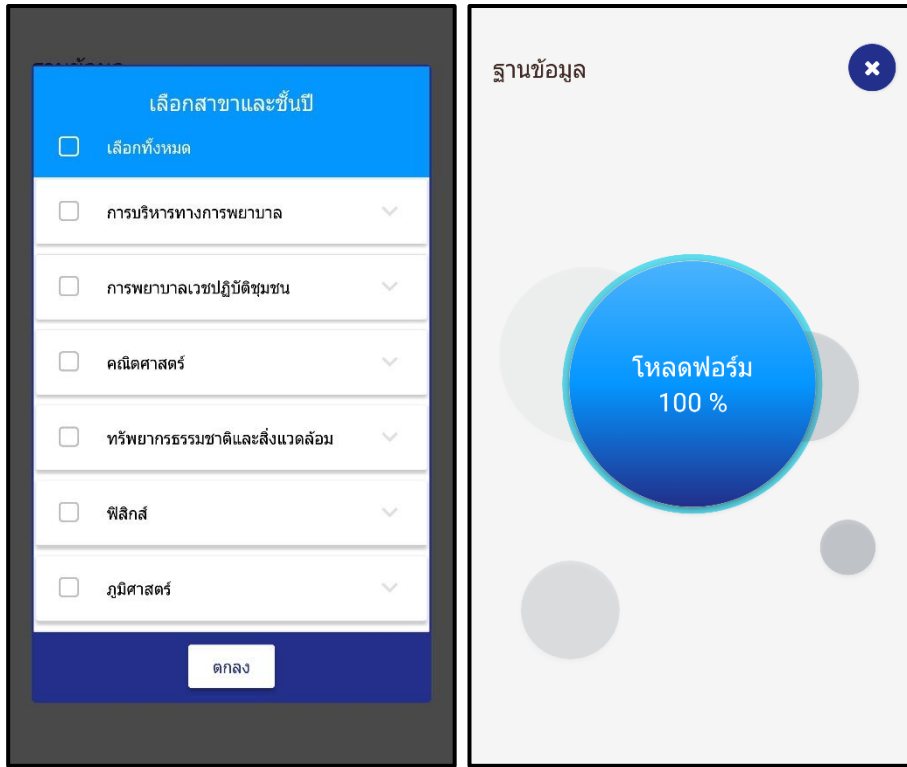 เลือกสาขาและชั้นปี
เลือกทั้งหมด
การบริหารทางการพยาบาล
การพยาบาลเวชปฏิบัติชุมชน
คณิตศาสตร์
ทรัพยากรธรรมชาติและสิ่งแวดล้อม
ฟิสิกส์
ภูมิศาสตร์
ตกลง
ฐานข้อมูล
โหลดฟอร์ม
100 %